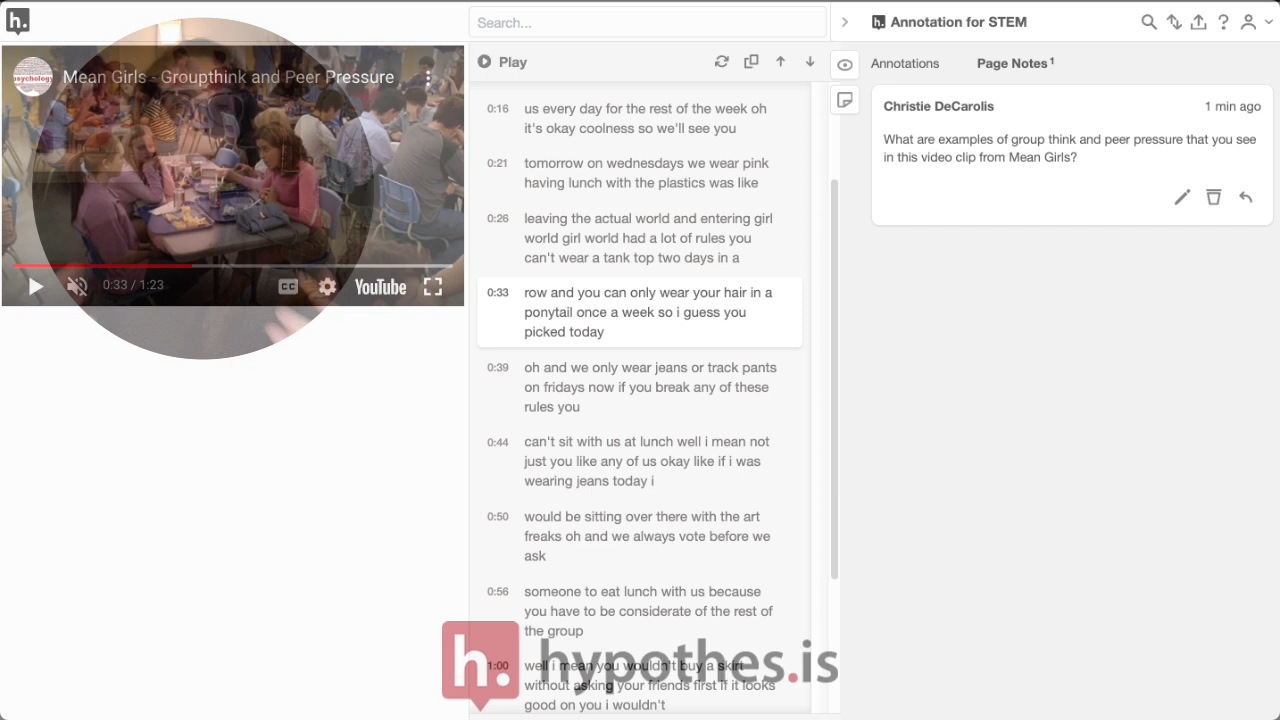 h.
psychology
Mean Girls - Groupthink and Peer Pressure
0:33 / 1:23
CC
YouTube
Search...
Play
0:16
us every day for the rest of the week oh
it's okay coolness so we'll see you
0:21
tomorrow on wednesdays we wear pink
having lunch with the plastics was like
0:26
leaving the actual world and entering girl
world girl world had a lot of rules you
can't wear a tank top two days in a
0:33
row and you can only wear your hair in a
ponytail once a week so i guess you
picked today
0:39
oh and we only wear jeans or track pants
on fridays now if you break any of these
rules you
0:44
can't sit with us at lunch well i mean not
just you like any of us okay like if i was
wearing jeans today i
0:50
would be sitting over there with the art
freaks oh and we always vote before we
ask
0:56
someone to eat lunch with us because
you have to be considerate of the rest of
the group
1:00
well i mean you wouldn't buy a skirt
without asking your friends first if it looks
good on you i wouldn't
h. hypothes.is
h. Annotation for STEM
?
Annotations
Page Notes 1
Christie DeCarolis
1 min ago
What are examples of group think and peer pressure that you see
in this video clip from Mean Girls?